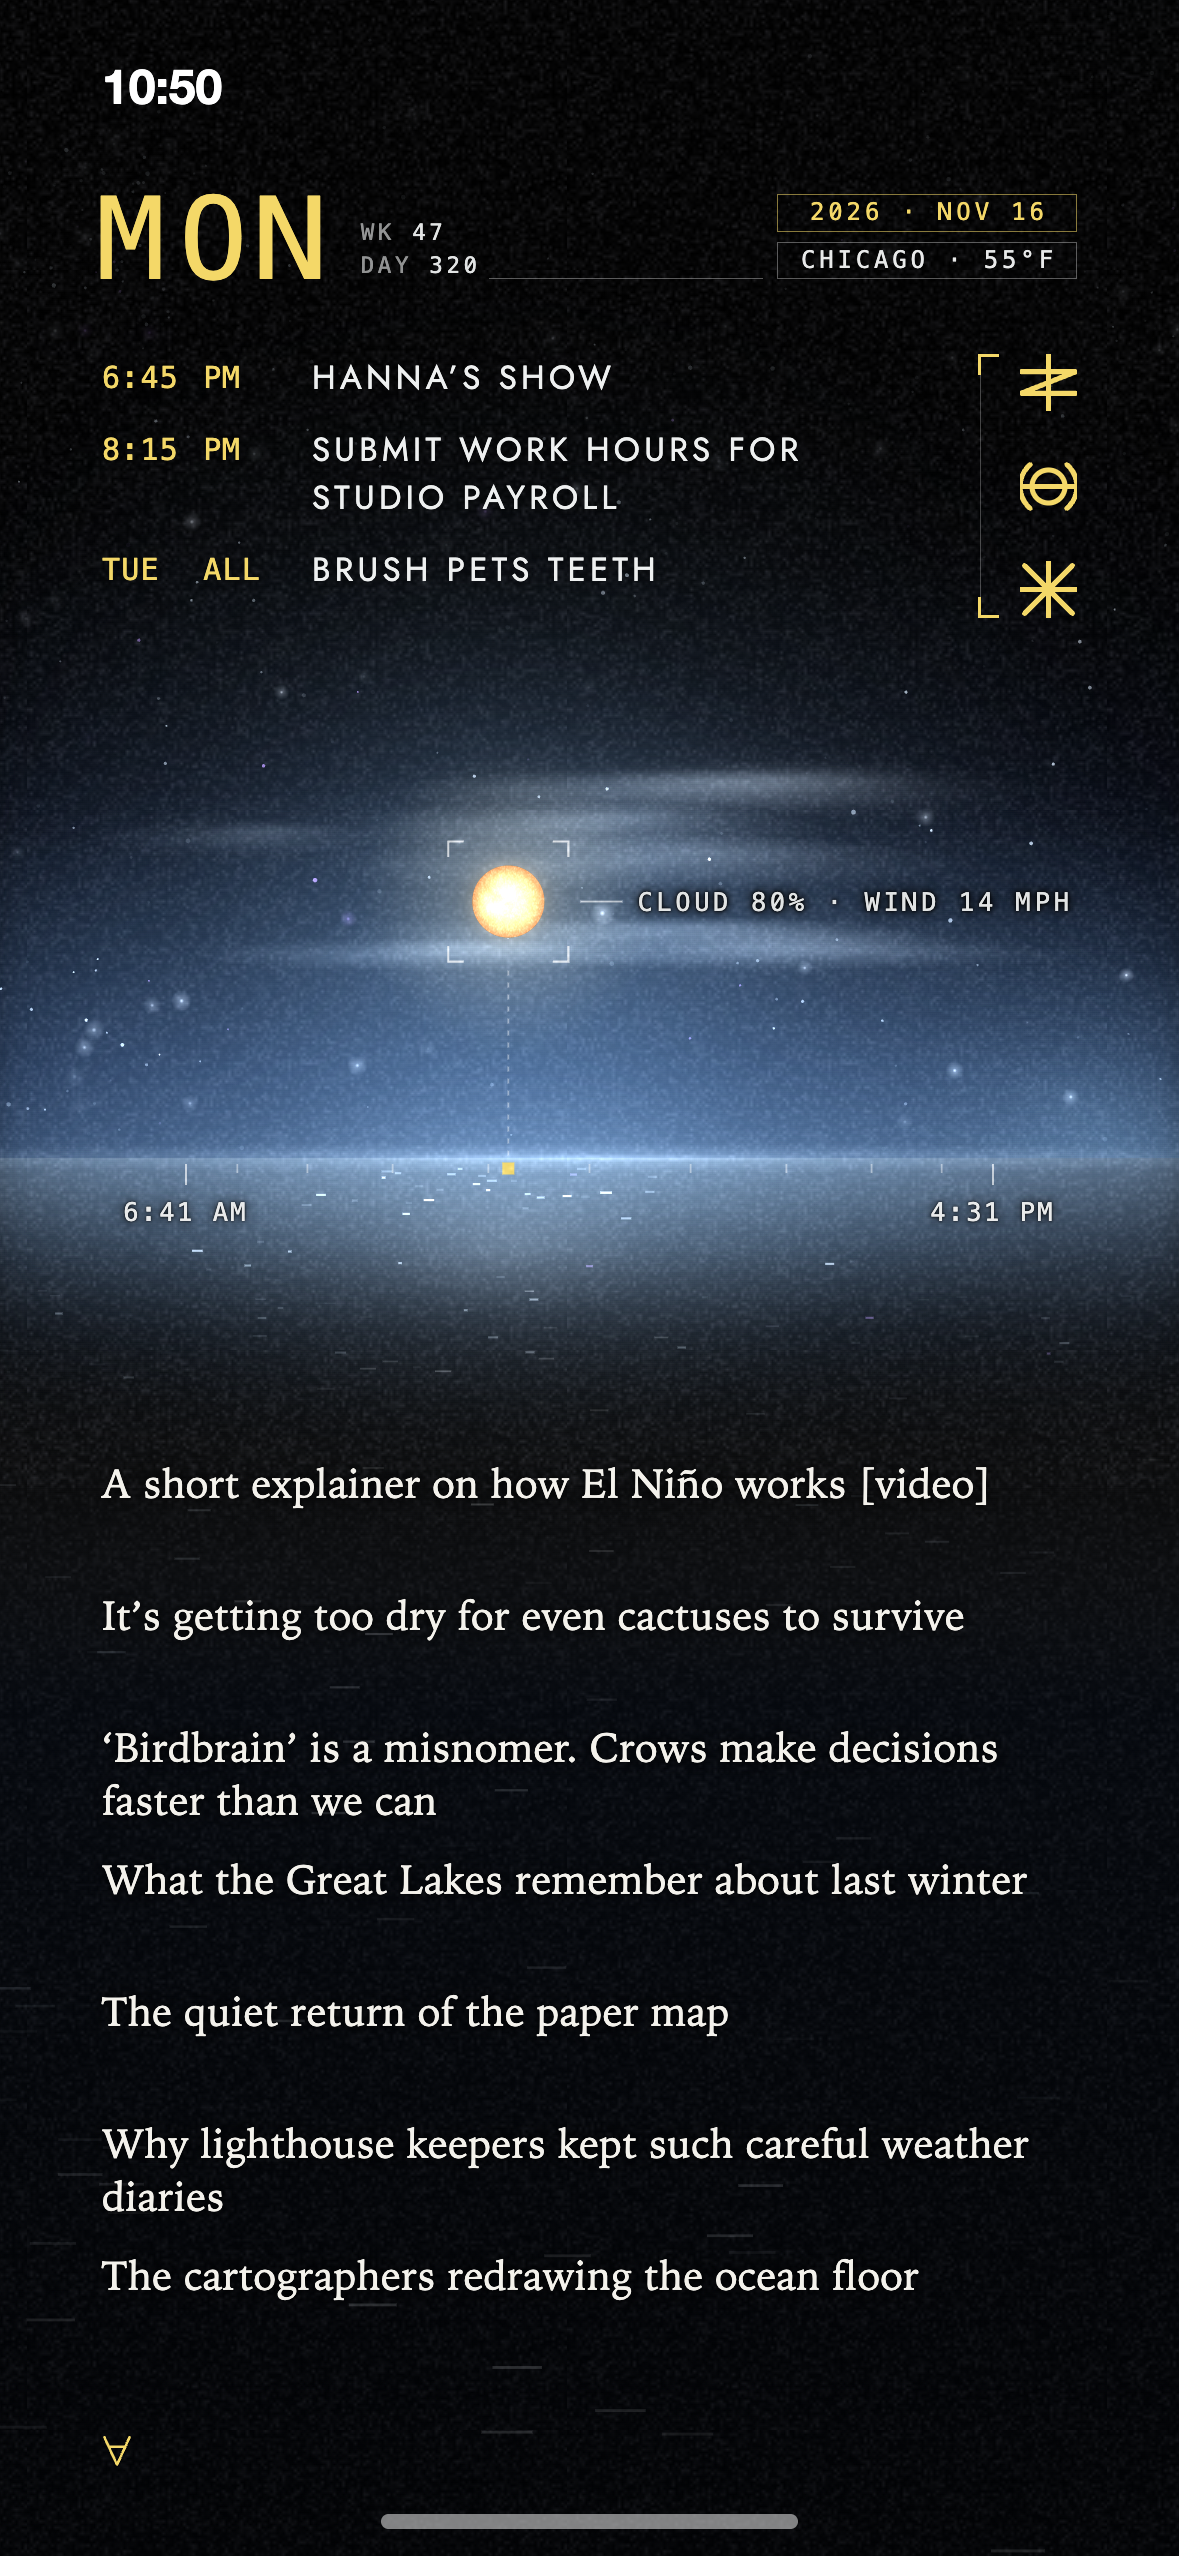 10:50
MON
WK 47
DAY 320
2026 · NOV 16
CHICAGO · 55°F
6:45 PM HANNA’S SHOW
8:15 PM SUBMIT WORK HOURS FOR
STUDIO PAYROLL
TUE ALL BRUSH PETS TEETH
CLOUD 80% · WIND 14 MPH
6:41 AM
4:31 PM
A short explainer on how El Niño works [video]
It’s getting too dry for even cactuses to survive
‘Birdbrain’ is a misnomer. Crows make decisions
faster than we can
What the Great Lakes remember about last winter
The quiet return of the paper map
Why lighthouse keepers kept such careful weather
diaries
The cartographers redrawing the ocean floor